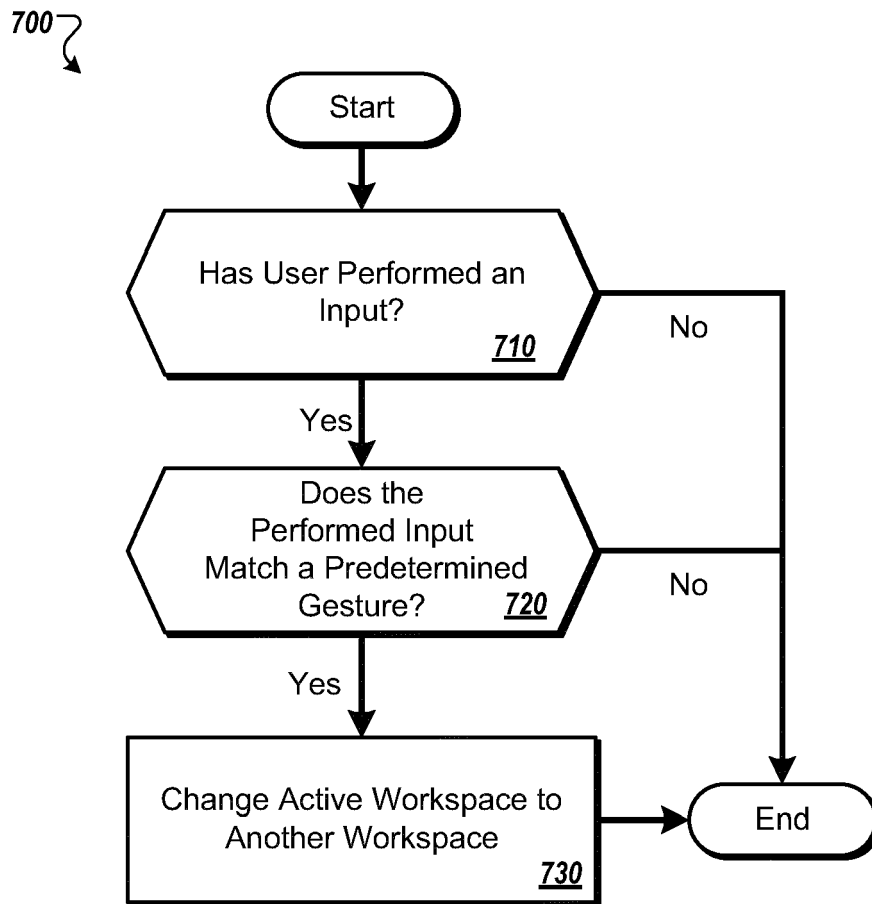 700
Start
Has User Performed an
Input?
710
No
Yes
Does the
Performed Input
Match a Predetermined
Gesture?
720
No
Yes
Change Active Workspace to
Another Workspace
730
End